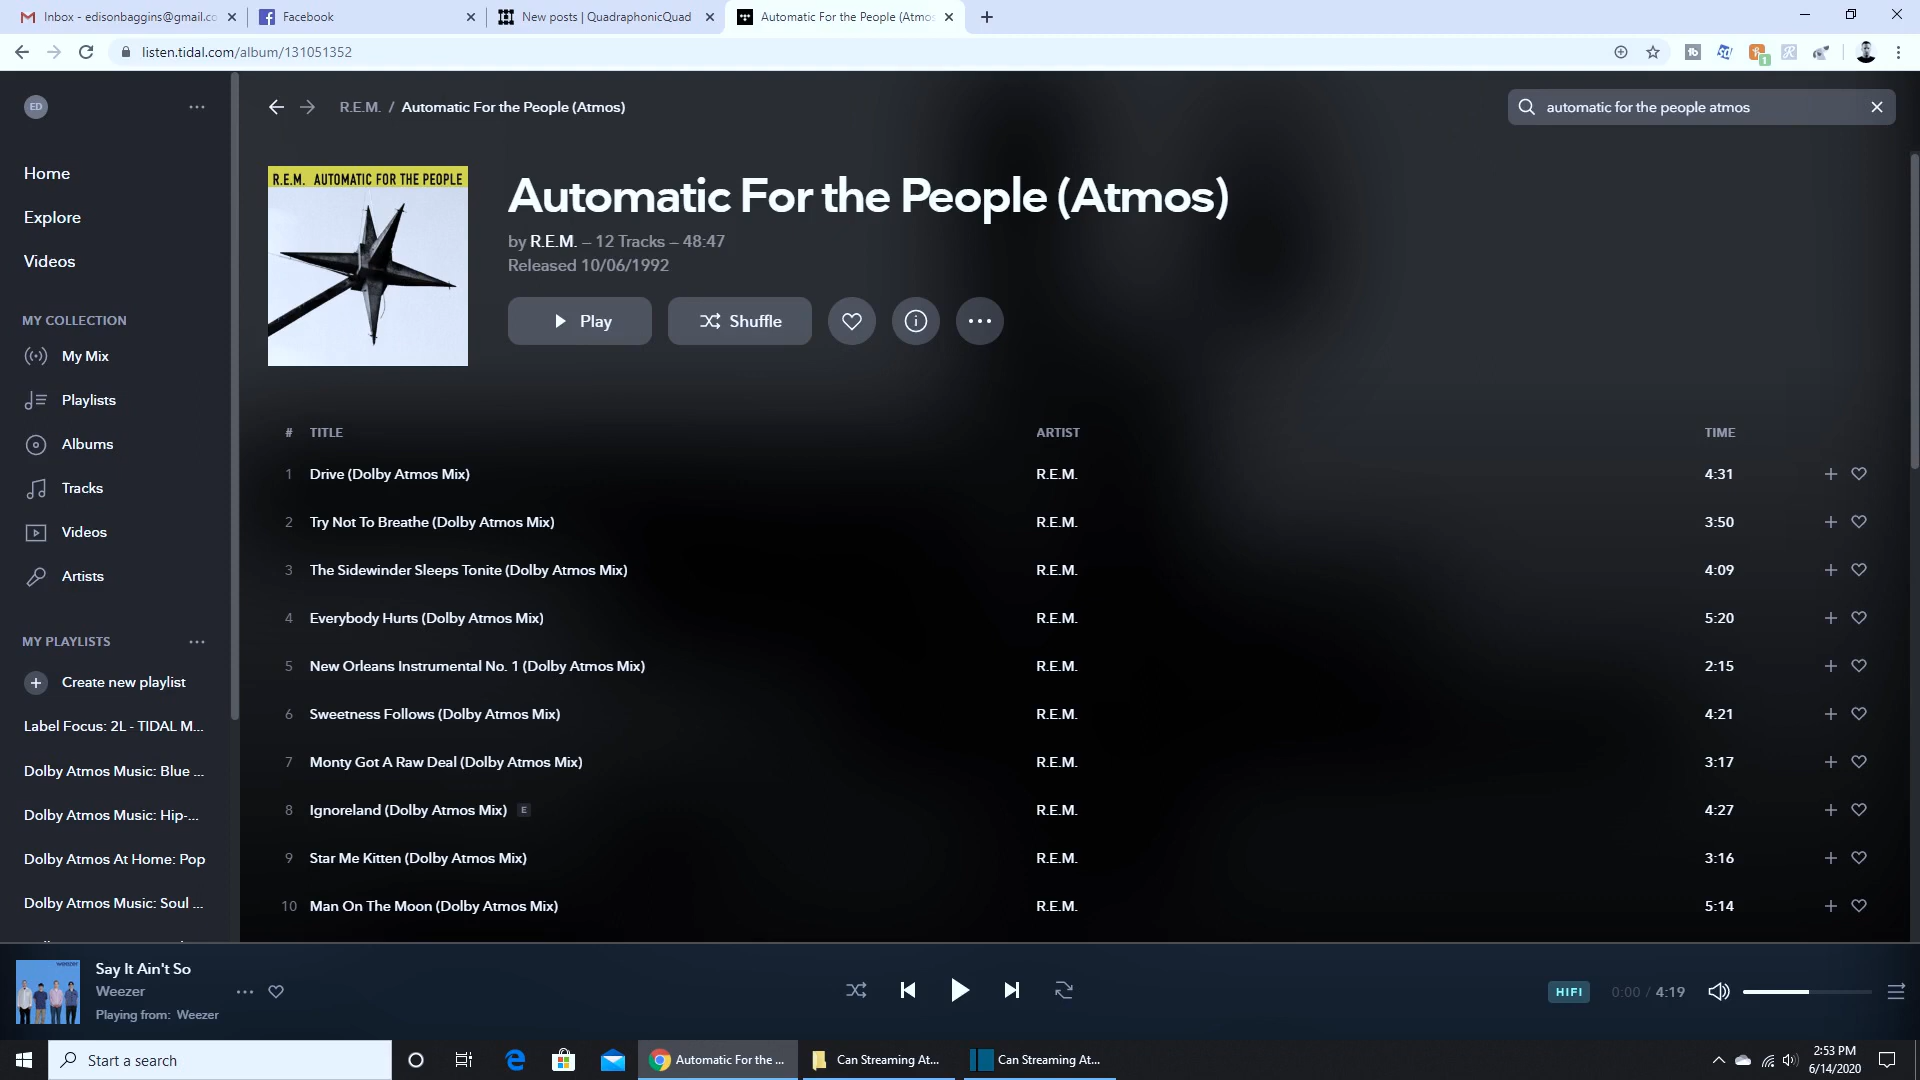 Inbox - edisonbaggins@gmail.co
Facebook
New posts | QuadraphonicQuad
Automatic For the People (Atmos
listen.tidal.com/album/131051352
ED
R.E.M. / Automatic For the People (Atmos)
automatic for the people atmos
Home
Explore
Videos
MY COLLECTION
My Mix
Playlists
Albums
Tracks
Videos
Artists
MY PLAYLISTS
Create new playlist
Label Focus: 2L - TIDAL M...
Dolby Atmos Music: Blue ...
Dolby Atmos Music: Hip-...
Dolby Atmos At Home: Pop
Dolby Atmos Music: Soul ...
R.E.M. AUTOMATIC FOR THE PEOPLE
Automatic For the People (Atmos)
by R.E.M. – 12 Tracks – 48:47
Released 10/06/1992
Play
Shuffle
# TITLE ARTIST TIME
1 Drive (Dolby Atmos Mix) R.E.M. 4:31
2 Try Not To Breathe (Dolby Atmos Mix) R.E.M. 3:50
3 The Sidewinder Sleeps Tonite (Dolby Atmos Mix) R.E.M. 4:09
4 Everybody Hurts (Dolby Atmos Mix) R.E.M. 5:20
5 New Orleans Instrumental No. 1 (Dolby Atmos Mix) R.E.M. 2:15
6 Sweetness Follows (Dolby Atmos Mix) R.E.M. 4:21
7 Monty Got A Raw Deal (Dolby Atmos Mix) R.E.M. 3:17
8 Ignoreland (Dolby Atmos Mix) E R.E.M. 4:27
9 Star Me Kitten (Dolby Atmos Mix) R.E.M. 3:16
10 Man On The Moon (Dolby Atmos Mix) R.E.M. 5:14
weezer
Say It Ain't So
Weezer
Playing from: Weezer
HIFI 0:00 / 4:19
Start a search
Automatic For the ...
Can Streaming At...
Can Streaming At...
2:53 PM
6/14/2020